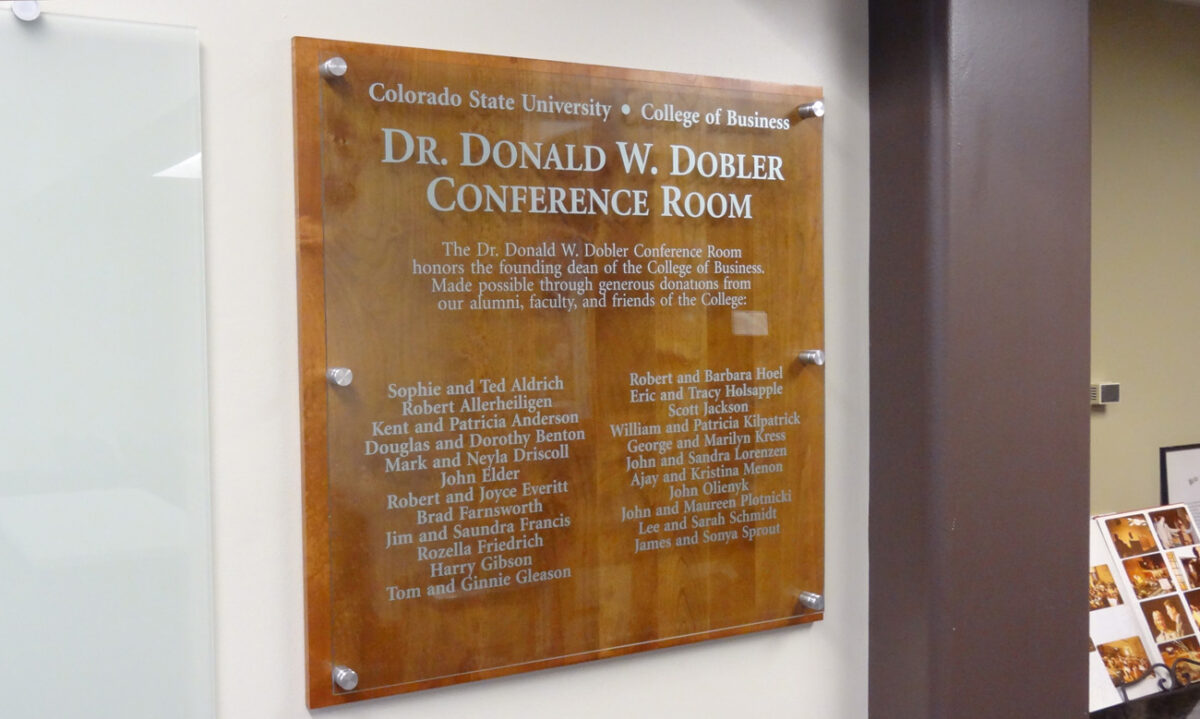 Colorado State University • College of Business
DR. DONALD W. DOBLER
CONFERENCE ROOM
The Dr. Donald W. Dobler Conference Room
honors the founding dean of the College of Business.
Made possible through generous donations from
our alumni, faculty, and friends of the College:
Sophie and Ted Aldrich
Robert Allerheiligen
Kent and Patricia Anderson
Douglas and Dorothy Benton
Mark and Neyla Driscoll
John Elder
Robert and Joyce Everitt
Brad Farnsworth
Jim and Saundra Francis
Rozella Friedrich
Harry Gibson
Tom and Ginnie Gleason
Robert and Barbara Hoel
Eric and Tracy Holsapple
Scott Jackson
William and Patricia Kilpatrick
George and Marilyn Kress
John and Sandra Lorenzen
Ajay and Kristina Menon
John Olienyk
John and Maureen Plotnicki
Lee and Sarah Schmidt
James and Sonya Sprout